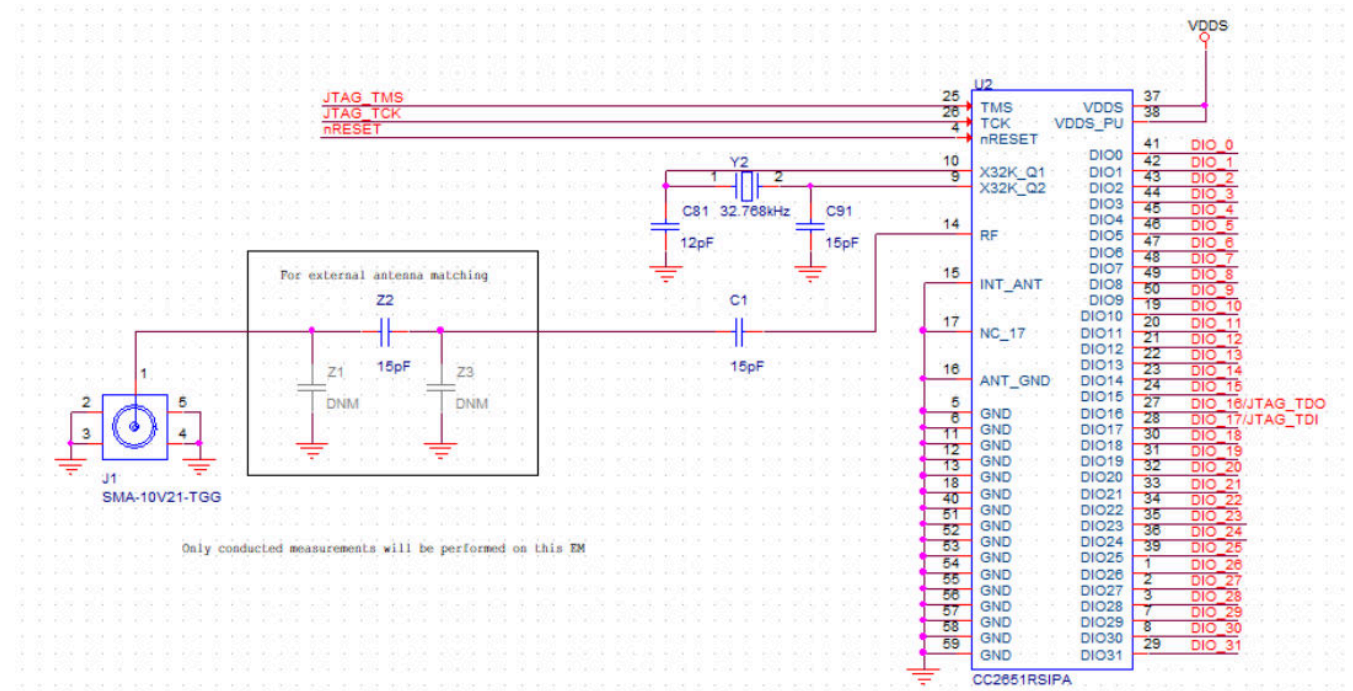 VDDS
U2
JTAG_TMS 25 TMS VDDS 37
JTAG_TCK 26 TCK VDDS_PU 38
nRESET 4 nRESET
DIO0 41 DIO_0
Y2 10 X32K_Q1 DIO1 42 DIO_1
1 2 9 X32K_Q2 DIO2 43 DIO_2
DIO3 44 DIO_3
C81 32.768kHz C91 DIO4 45 DIO_4
14 RF DIO5 46 DIO_5
12pF 15pF DIO6 47 DIO_6
DIO7 48 DIO_7
For external antenna matching 15 INT_ANT DIO8 49 DIO_8
DIO9 50 DIO_9
Z2 C1 DIO10 19 DIO_10
17 NC_17 DIO11 20 DIO_11
DIO12 21 DIO_12
15pF 15pF DIO13 22 DIO_13
Z1 Z3 16 ANT_GND DIO14 23 DIO_14
1 DIO15 24 DIO_15
DNM DNM 5 GND DIO16 27 DIO_16/JTAG_TDO
2 5 6 GND DIO17 28 DIO_17/JTAG_TDI
3 4 11 GND DIO18 30 DIO_18
12 GND DIO19 31 DIO_19
13 GND DIO20 32 DIO_20
J1 18 GND DIO21 33 DIO_21
SMA-10V21-TGG 40 GND DIO22 34 DIO_22
51 GND DIO23 35 DIO_23
52 GND DIO24 36 DIO_24
Only conducted measurements will be performed on this EM 53 GND DIO25 39 DIO_25
54 GND DIO26 1 DIO_26
55 GND DIO27 2 DIO_27
56 GND DIO28 3 DIO_28
57 GND DIO29 7 DIO_29
58 GND DIO30 8 DIO_30
59 GND DIO31 29 DIO_31
CC2651RSIPA